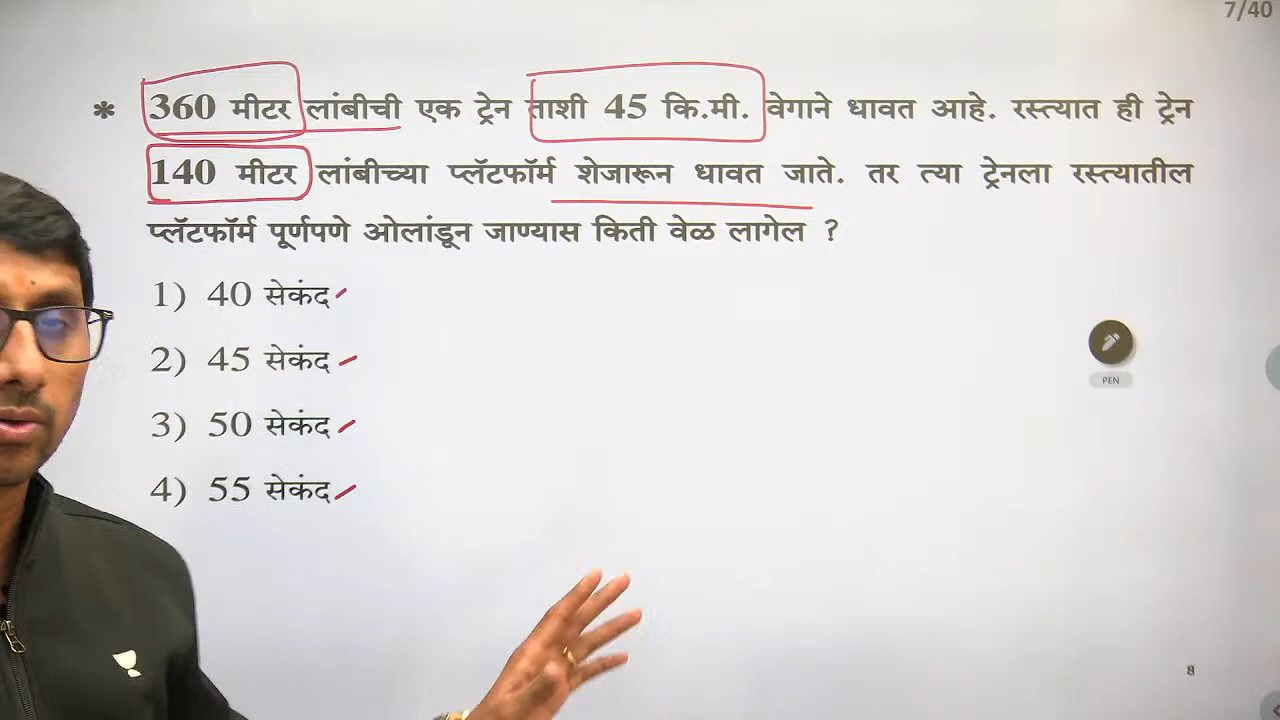 7/40
* 360 मीटर लांबीची एक ट्रेन ताशी 45 कि.मी. वेगाने धावत आहे. रस्त्यात ही ट्रेन
140 मीटर लांबीच्या प्लॅटफॉर्म शेजारून धावत जाते. तर त्या ट्रेनला रस्त्यातील
प्लॅटफॉर्म पूर्णपणे ओलांडून जाण्यास किती वेळ लागेल ?
1) 40 सेकंद
2) 45 सेकंद
3) 50 सेकंद
4) 55 सेकंद
PEN
8